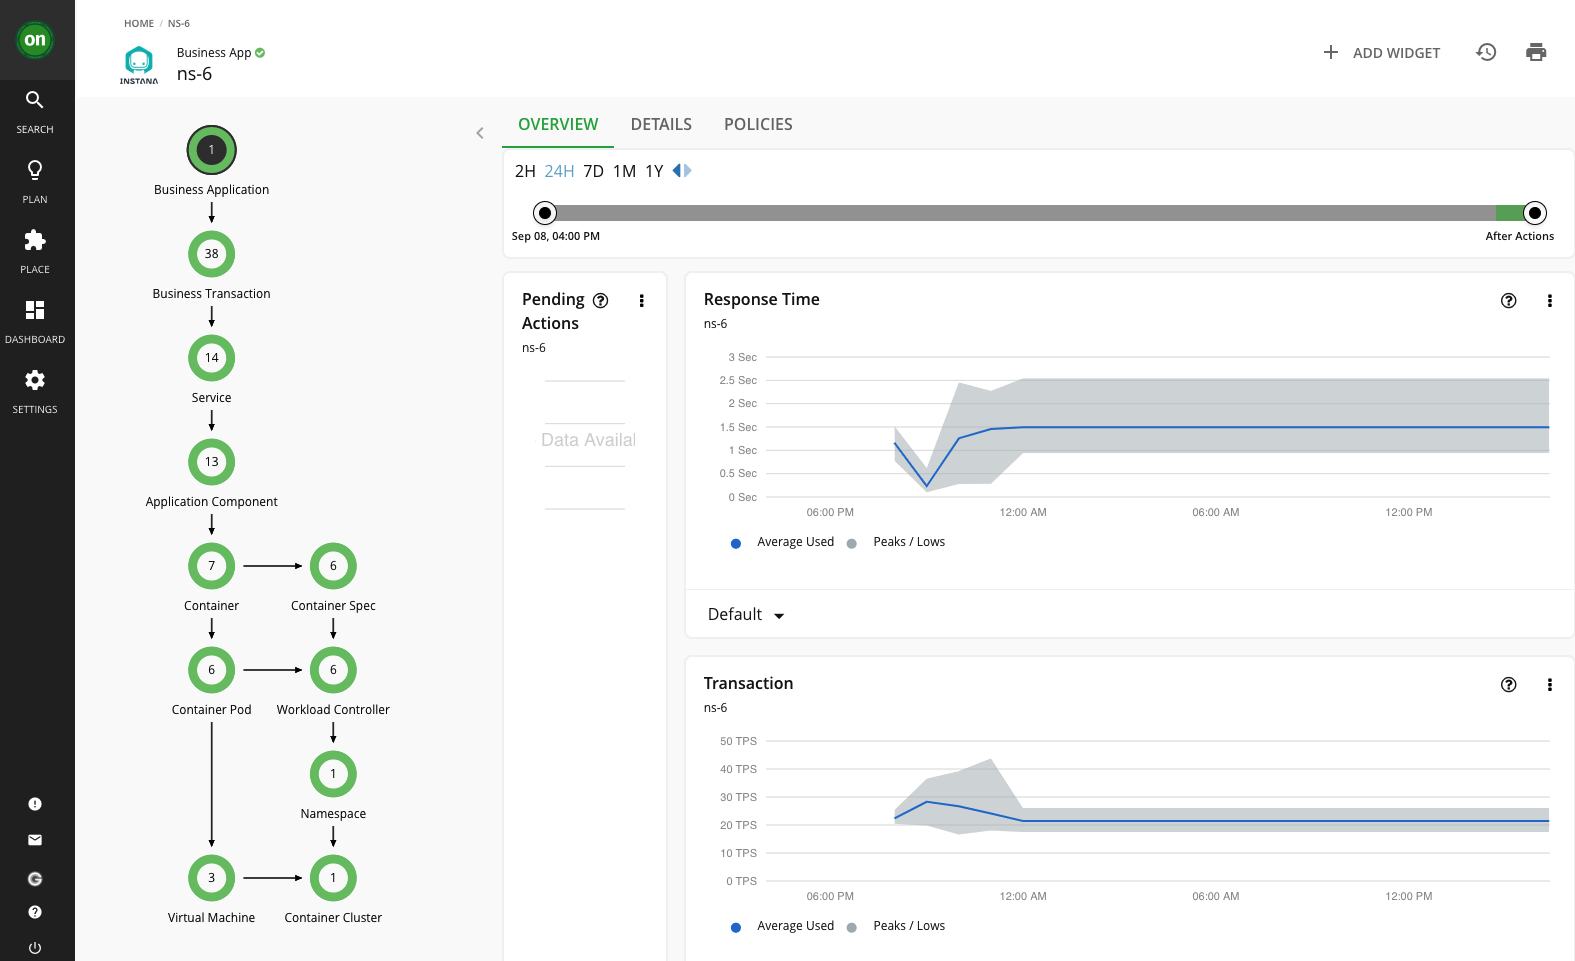 on
SEARCH
PLAN
PLACE
DASHBOARD
SETTINGS
HOME / NS-6
INSTANA
Business App
ns-6
ADD WIDGET
1
Business Application
38
Business Transaction
14
Service
13
Application Component
7
6
Container
Container Spec
6
6
Container Pod
Workload Controller
1
Namespace
3
1
Virtual Machine
Container Cluster
OVERVIEW
DETAILS
POLICIES
2H 24H 7D 1M 1Y
Sep 08, 04:00 PM
After Actions
Pending
Actions
ns-6
Data Availal
Response Time
ns-6
3 Sec
2.5 Sec
2 Sec
1.5 Sec
1 Sec
0.5 Sec
0 Sec
06:00 PM
12:00 AM
06:00 AM
12:00 PM
Average Used
Peaks / Lows
Default
Transaction
ns-6
50 TPS
40 TPS
30 TPS
20 TPS
10 TPS
0 TPS
06:00 PM
12:00 AM
06:00 AM
12:00 PM
Average Used
Peaks / Lows